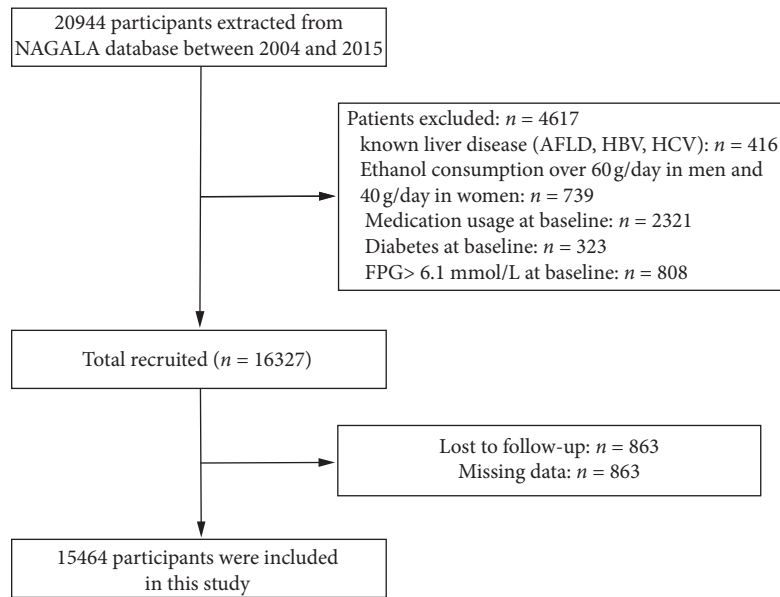 20944 participants extracted from
NAGALA database between 2004 and 2015
Patients excluded: n = 4617
known liver disease (AFLD, HBV, HCV): n = 416
Ethanol consumption over 60 g/day in men and
40 g/day in women: n = 739
Medication usage at baseline: n = 2321
Diabetes at baseline: n = 323
FPG> 6.1 mmol/L at baseline: n = 808
Total recruited (n = 16327)
Lost to follow-up: n = 863
Missing data: n = 863
15464 participants were included
in this study